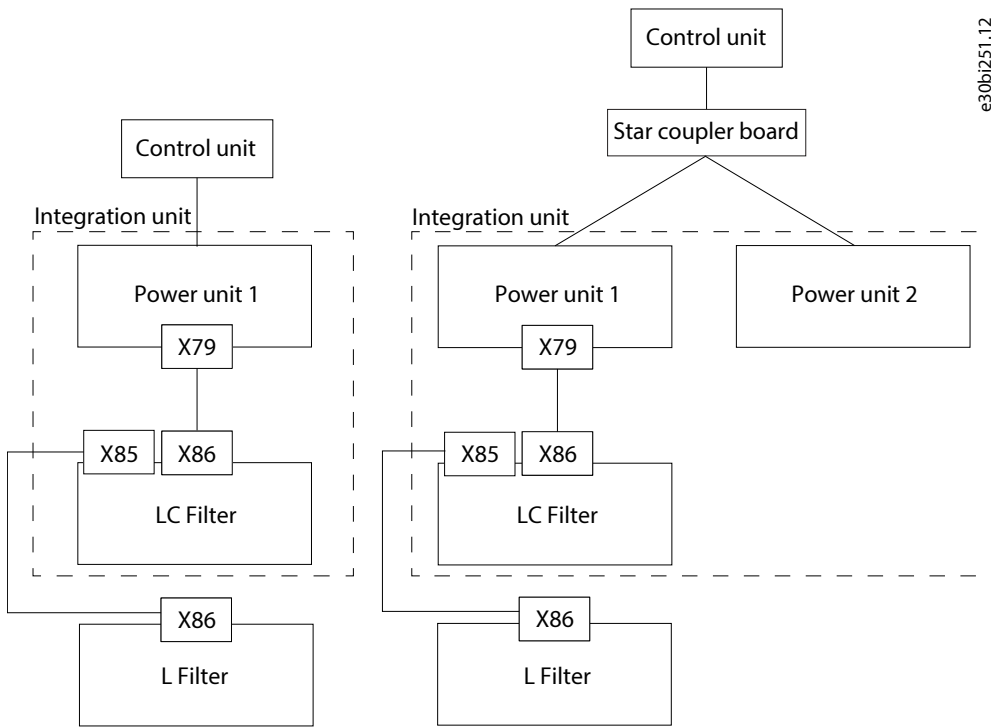 Control unit
Integration unit
Power unit 1
X79
X85
X86
LC Filter
X86
L Filter
Control unit
Star coupler board
Integration unit
Power unit 1
Power unit 2
X79
X85
X86
LC Filter
X86
L Filter
e30bi251.12